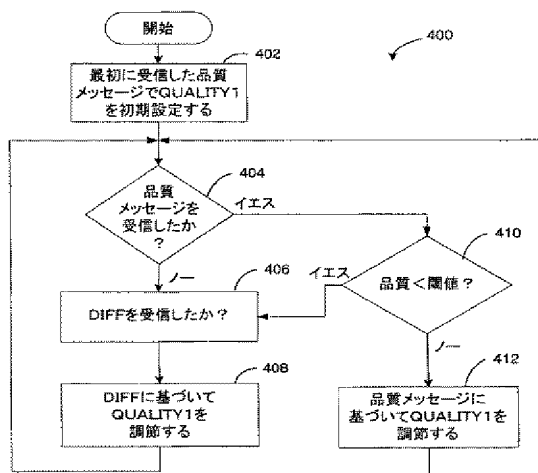 開始
400
402
最初に受信した品質
メッセージでQUALITY1
を初期設定する
404
品質
メッセージを
受信したか
?
イエス
410
品質<閾値?
イエス
ノー
406
DIFFを受信したか?
ノー
408
DIFFに基づいて
QUALITY1を
調節する
412
品質メッセージに
基づいてQUALITY1を
調節する